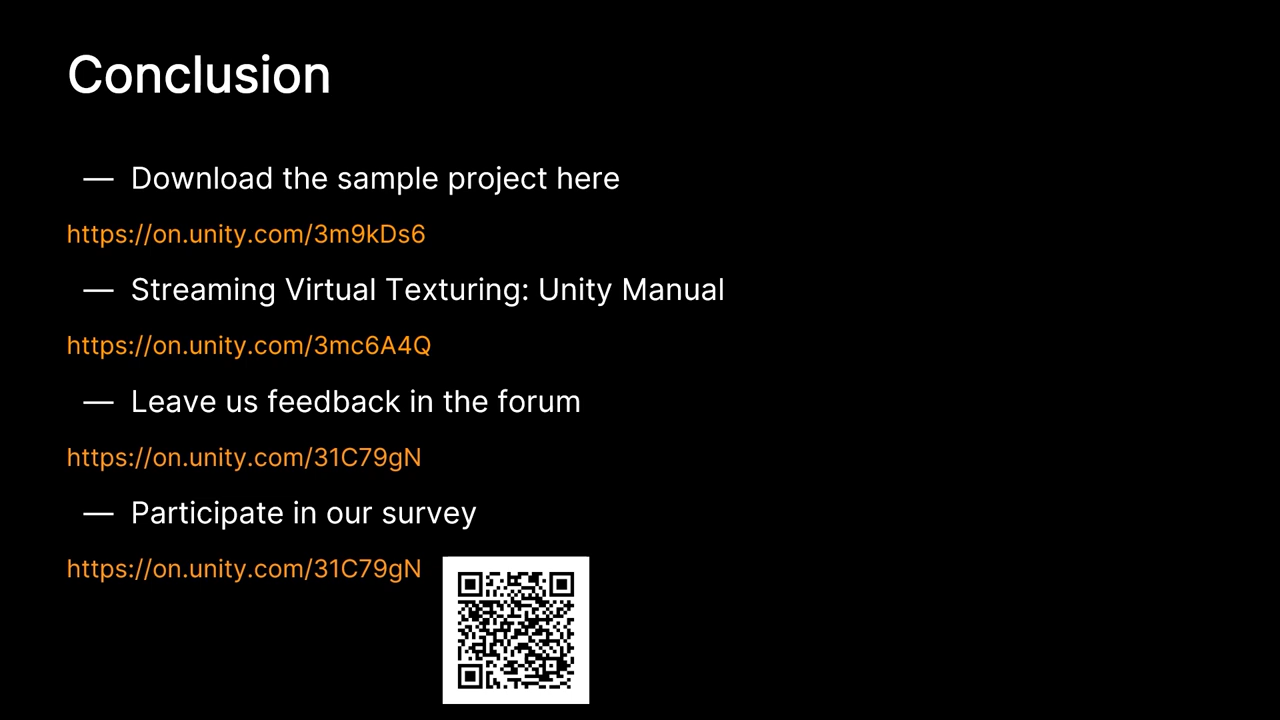 Conclusion
— Download the sample project here
https://on.unity.com/3m9kDs6
— Streaming Virtual Texturing: Unity Manual
https://on.unity.com/3mc6A4Q
— Leave us feedback in the forum
https://on.unity.com/31C79gN
— Participate in our survey
https://on.unity.com/31C79gN